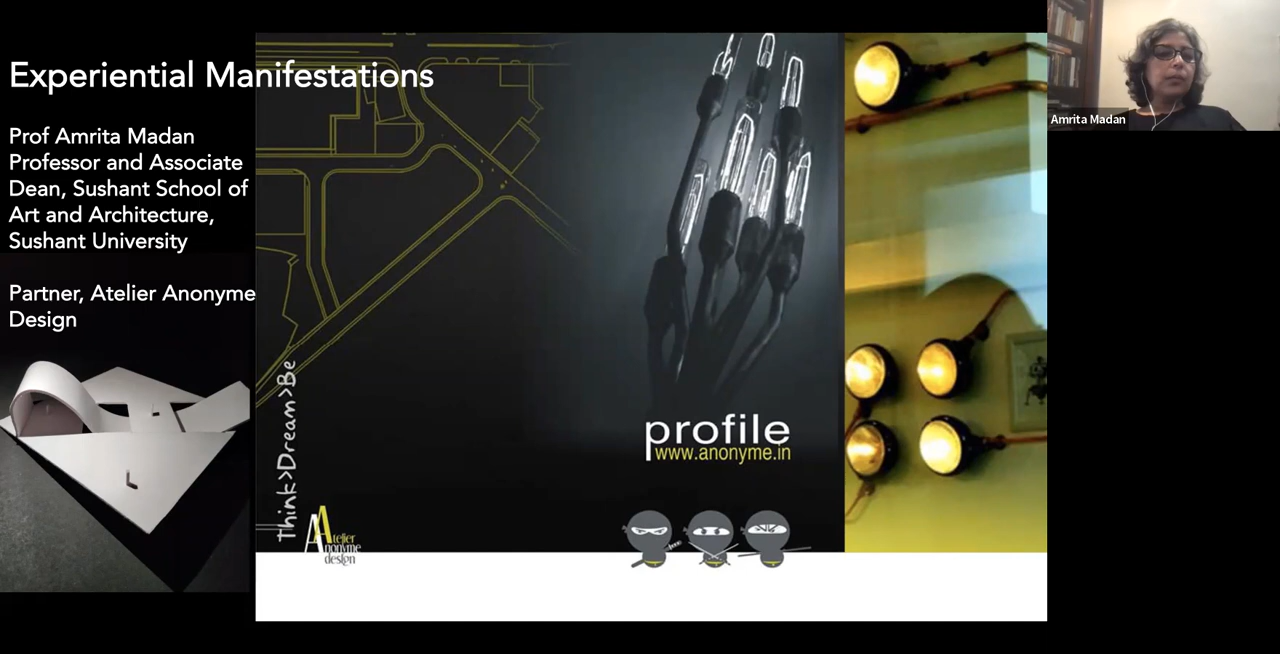 Experiential Manifestations
Prof Amrita Madan
Professor and Associate
Dean, Sushant School of
Art and Architecture,
Sushant University
Partner, Atelier Anonyme
Design
Amrita Madan
Think>Dream>Be
profile
www.anonyme.in
Atelier
Anonyme
design